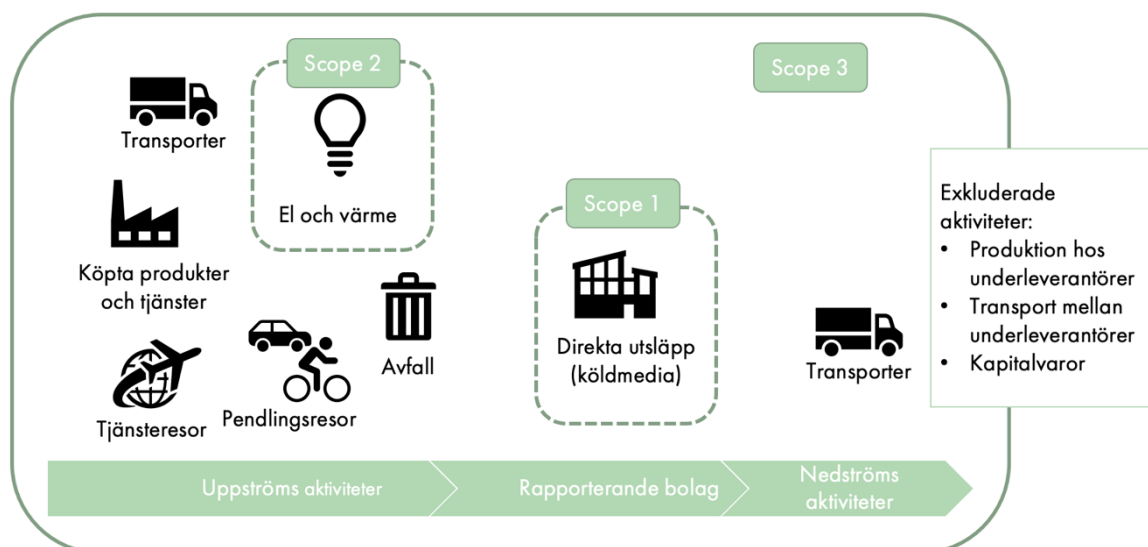 Scope 2
Scope 3
Transporter
El och värme
Scope 1
Köpta produkter
och tjänster
Avfall
Direkta utsläpp
(köldmedia)
Transporter
Tjänsteresor
Pendlingsresor
Exkluderade
aktiviteter:
• Produktion hos
underleverantörer
• Transport mellan
underleverantörer
• Kapitalvaror
Uppströms aktiviteter
Rapporterande bolag
Nedströms
aktiviteter